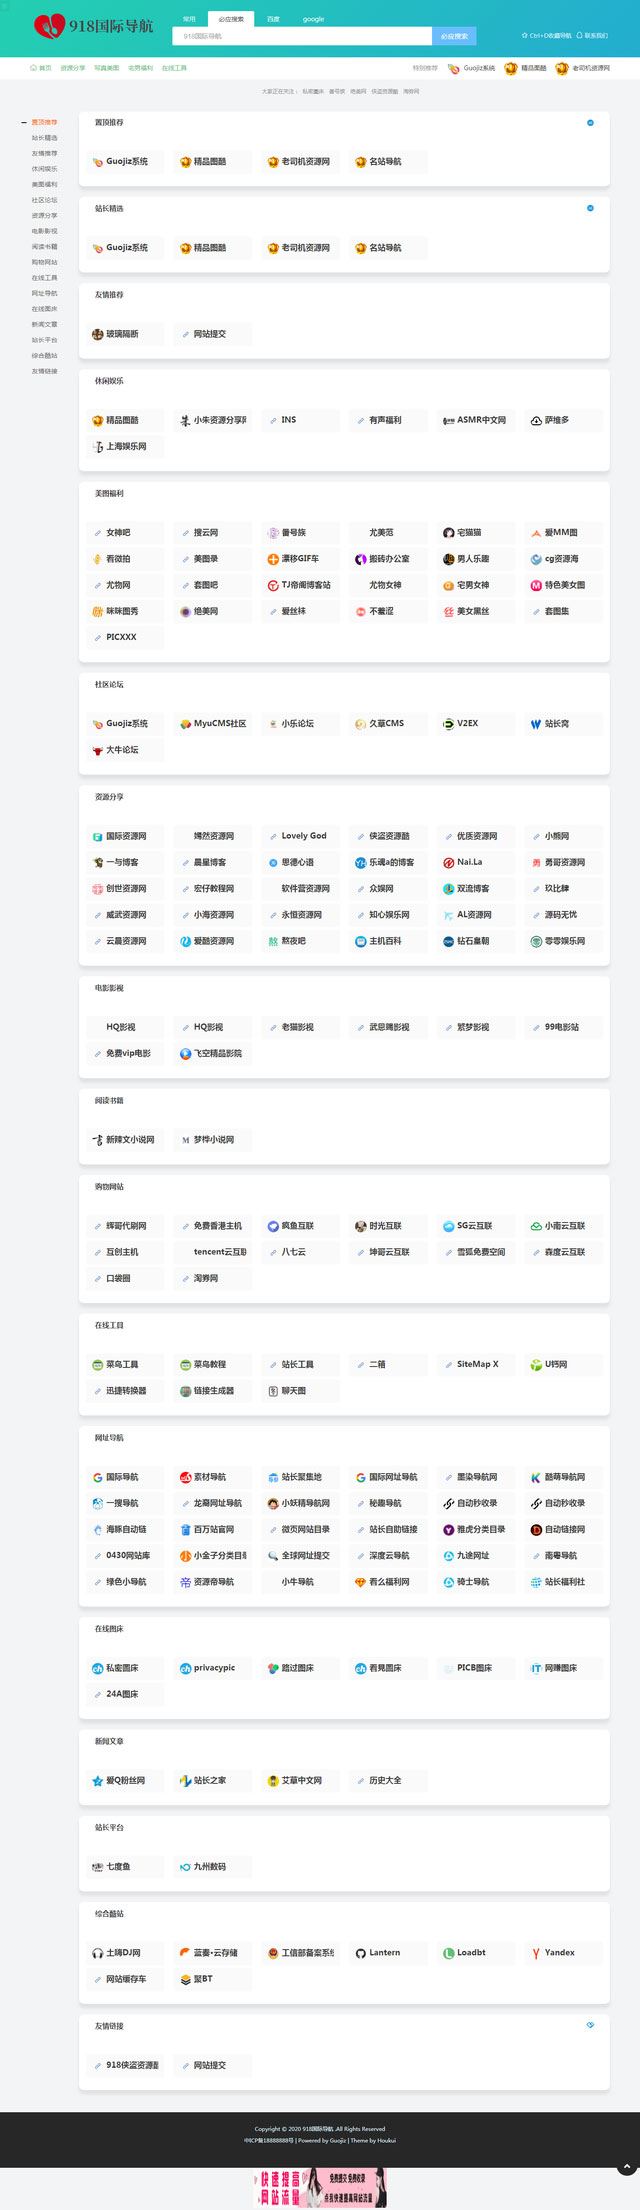 918国际导航
常用 必应搜索 百度 google
918国际导航 必应搜索
Ctrl+D收藏导航 联系我们
首页 资源分享 写真美图 宅男福利 在线工具
特别推荐 Guojiz系统 精品图酷 老司机资源网
大家正在关注： 私密图床 番号族 绝美网 侠盗资源酷 淘券网
置顶推荐
站长精选
友情推荐
休闲娱乐
美图福利
社区论坛
资源分享
电影影视
阅读书籍
购物网站
在线工具
网址导航
在线图床
新闻文章
站长平台
综合酷站
友情链接
置顶推荐
Guojiz系统 精品图酷 老司机资源网 名站导航
站长精选
Guojiz系统 精品图酷 老司机资源网 名站导航
友情推荐
玻璃隔断 网站提交
休闲娱乐
精品图酷 小朱资源分享网 INS 有声福利 ASMR中文网 萨维多
上海娱乐网
美图福利
女神吧 搜云网 番号族 尤美范 宅猫猫 爱MM图
看微拍 美图录 漂移GIF车 搬砖办公室 男人乐趣 cg资源海
尤物网 套图吧 TJ帝阁博客站 尤物女神 宅男女神 特色美女图
咪咪图秀 绝美网 爱丝袜 不羞涩 美女黑丝 套图集
PICXXX
社区论坛
Guojiz系统 MyuCMS社区 小乐论坛 久草CMS V2EX 站长窝
大牛论坛
资源分享
国际资源网 嫣然资源网 Lovely God 侠盗资源酷 优质资源网 小熊网
一与博客 晨星博客 思德心语 乐魂a的博客 Nai.La 勇哥资源网
创世资源网 宏仔教程网 软件营资源网 众娱网 双流博客 玖比肆
威武资源网 小海资源网 永恒资源网 知心娱乐网 AL资源网 源码无忧
云晨资源网 爱酷资源网 熬夜吧 主机百科 钻石皇朝 零零娱乐网
电影影视
HQ影视 HQ影视 老猫影视 武恩赐影视 繁梦影视 99电影站
免费vip电影 飞空精品影院
阅读书籍
新辣文小说网 梦桦小说网
购物网站
辉哥代刷网 免费香港主机 疯鱼互联 时光互联 SG云互联 小南云互联
互创主机 tencent云互联 八七云 坤哥云互联 雪狐免费空间 森度云互联
口袋圈 淘券网
在线工具
菜鸟工具 菜鸟教程 站长工具 二箱 SiteMap X U钙网
迅捷转换器 链接生成器 聊天图
网址导航
国际导航 素材导航 站长聚集地 国际网址导航 墨染导航网 酷萌导航网
一搜导航 龙裔网址导航 小妖精导航网 秘趣导航 自动秒收录 自动秒收录
海豚自动链 百万站官网 微页网站目录 站长自助链接 雅虎分类目录 自动链接网
0430网站库 小金子分类目录 全球网址提交 深度云导航 九途网址 南粤导航
绿色小导航 资源帝导航 小牛导航 看么福利网 骑士导航 站长福利社
在线图床
私密圖床 privacypic 路过图床 看見圖床 PICB图床 网赚图床
24A图床
新闻文章
爱Q粉丝网 站长之家 艾草中文网 历史大全
站长平台
七度鱼 九州数码
综合酷站
土嗨DJ网 蓝奏·云存储 工信部备案系统 Lantern Loadbt Yandex
网站缓存车 聚BT
友情链接
918侠盗资源酷 网站提交
Copyright © 2020 918国际导航 .All Rights Reserved
中ICP备18888888号 | Powered by Guojiz | Theme by Houkui
快速提高 免费提交 免费收录
网站流量 点我快速提高网站流量